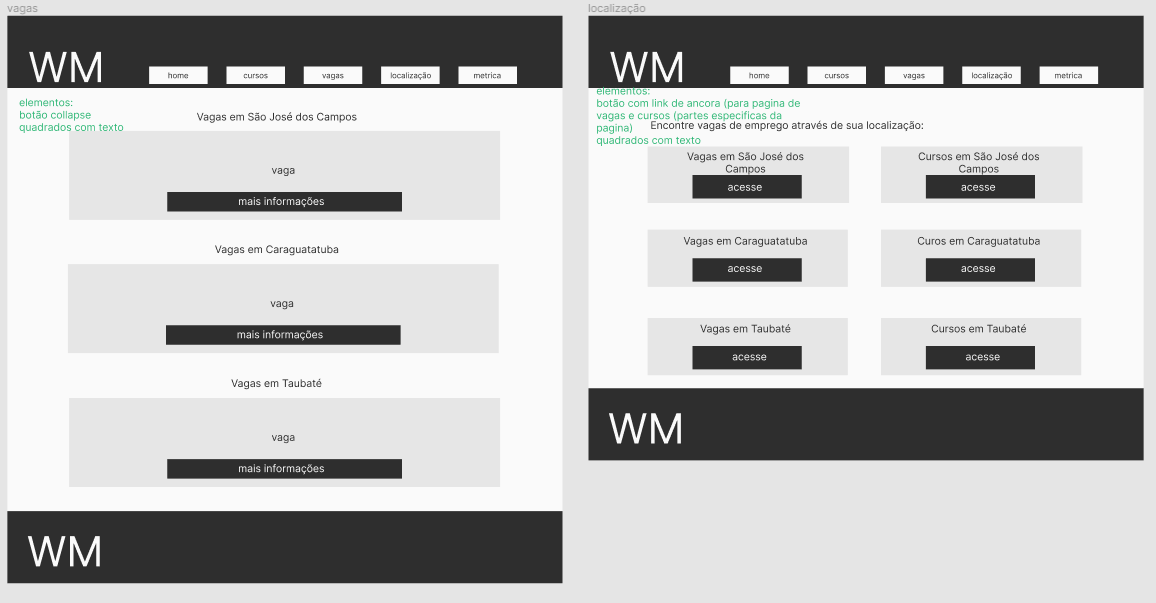 vagas
WM
home
cursos
vagas
localização
metrica
elementos:
botão collapse
quadrados com texto
Vagas em São José dos Campos
vaga
mais informações
Vagas em Caraguatatuba
vaga
mais informações
Vagas em Taubaté
vaga
mais informações
WM
localização
WM
home
cursos
vagas
localização
metrica
elementos:
botão com link de ancora (para pagina de
vagas e cursos (partes especificas da
pagina)
quadrados com texto
Encontre vagas de emprego através de sua localização:
Vagas em São José dos
Campos
acesse
Cursos em São José dos
Campos
acesse
Vagas em Caraguatatuba
acesse
Curos em Caraguatatuba
acesse
Vagas em Taubaté
acesse
Cursos em Taubaté
acesse
WM